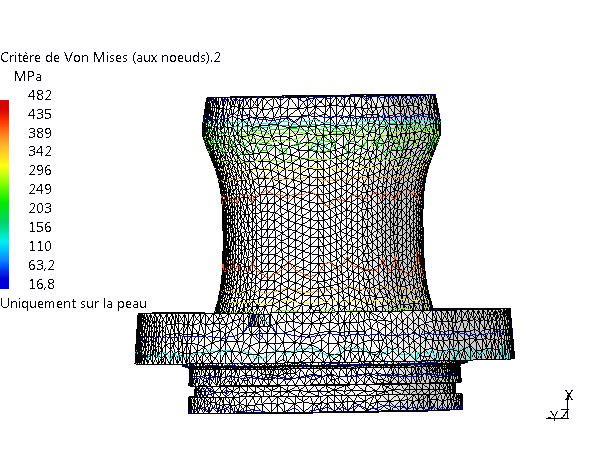 Critère de Von Mises (aux noeuds).2
MPa
482
435
389
342
296
249
203
156
110
63,2
16,8
Uniquement sur la peau
X
Y Z